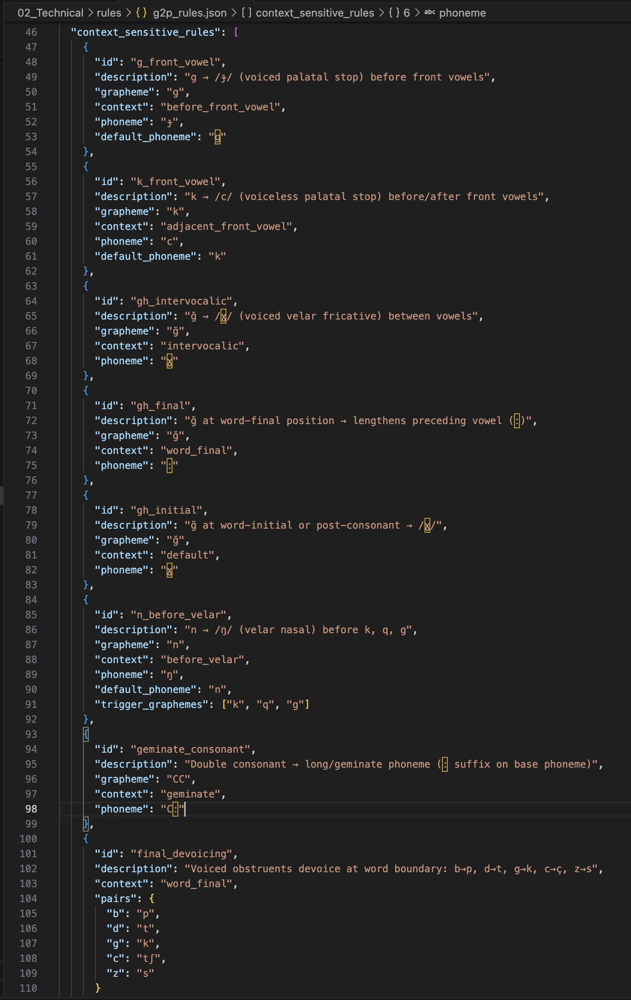 02_Technical > rules > {} g2p_rules.json > [] context_sensitive_rules > {} 6 > abc phoneme
46 "context_sensitive_rules": [
47 {
48 "id": "g_front_vowel",
49 "description": "g → /ɟ/ (voiced palatal stop) before front vowels",
50 "grapheme": "g",
51 "context": "before_front_vowel",
52 "phoneme": "ɟ",
53 "default_phoneme": "ɡ"
54 },
55 {
56 "id": "k_front_vowel",
57 "description": "k → /c/ (voiceless palatal stop) before/after front vowels",
58 "grapheme": "k",
59 "context": "adjacent_front_vowel",
60 "phoneme": "c",
61 "default_phoneme": "k"
62 },
63 {
64 "id": "gh_intervocalic",
65 "description": "ğ → /ɣ/ (voiced velar fricative) between vowels",
66 "grapheme": "ğ",
67 "context": "intervocalic",
68 "phoneme": "ɣ"
69 },
70 {
71 "id": "gh_final",
72 "description": "ğ at word-final position → lengthens preceding vowel (ː)",
73 "grapheme": "ğ",
74 "context": "word_final",
75 "phoneme": "ː"
76 },
77 {
78 "id": "gh_initial",
79 "description": "ğ at word-initial or post-consonant → /ɣ/",
80 "grapheme": "ğ",
81 "context": "default",
82 "phoneme": "ɣ"
83 },
84 {
85 "id": "n_before_velar",
86 "description": "n → /ŋ/ (velar nasal) before k, q, g",
87 "grapheme": "n",
88 "context": "before_velar",
89 "phoneme": "ŋ",
90 "default_phoneme": "n",
91 "trigger_graphemes": ["k", "q", "g"]
92 },
93 {
94 "id": "geminate_consonant",
95 "description": "Double consonant → long/geminate phoneme (ː suffix on base phoneme)",
96 "grapheme": "CC",
97 "context": "geminate",
98 "phoneme": "Cː"
99 },
100 {
101 "id": "final_devoicing",
102 "description": "Voiced obstruents devoice at word boundary: b→p, d→t, g→k, c→ç, z→s",
103 "context": "word_final",
104 "pairs": {
105 "b": "p",
106 "d": "t",
107 "g": "k",
108 "c": "tʃ",
109 "z": "s"
110 }